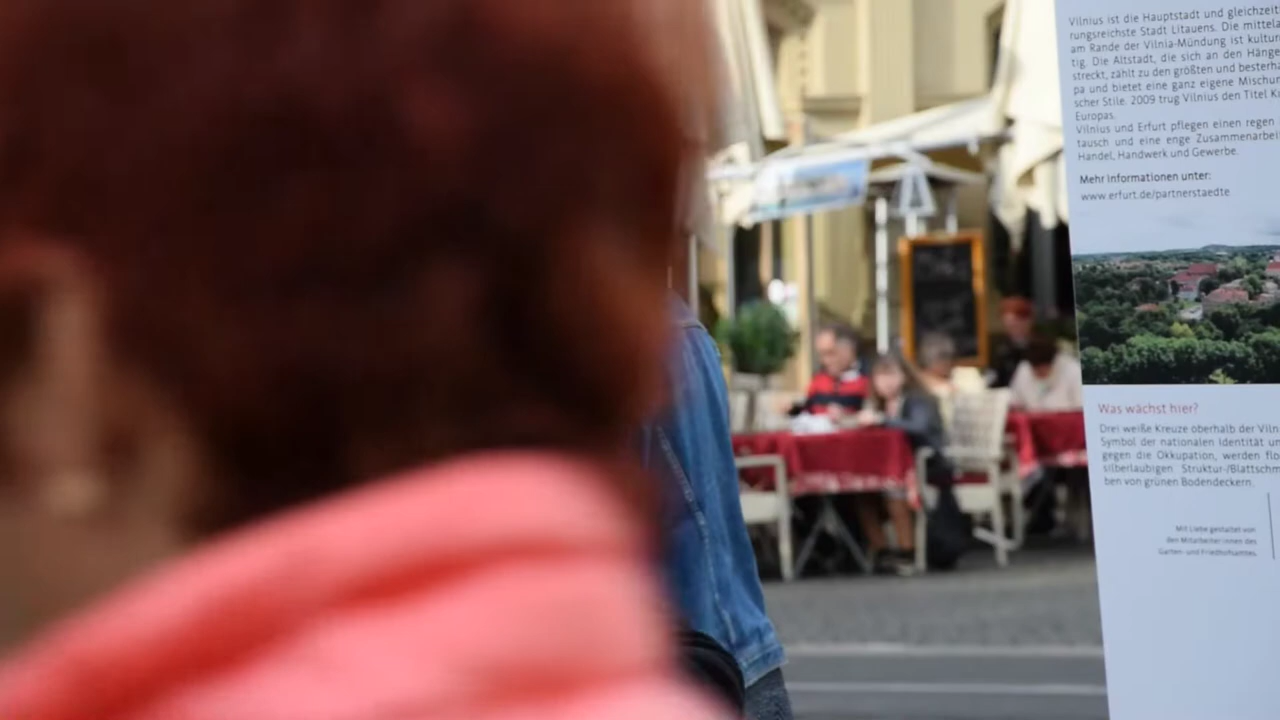 Vilnius ist die Hauptstadt und gleichzeit
rungsreichste Stadt Litauens. Die mittela
am Rande der Vilnia-Mündung ist kultur
tig. Die Altstadt, die sich an den Hänge
streckt, zählt zu den größten und besterha
pa und bietet eine ganz eigene Mischun
scher Stile. 2009 trug Vilnius den Titel Ku
Europas.
Vilnius und Erfurt pflegen einen regen
tausch und eine enge Zusammenarbei
Handel, Handwerk und Gewerbe.
Mehr Informationen unter:
www.erfurt.de/partnerstaedte
Was wächst hier?
Drei weiße Kreuze oberhalb der Viln
Symbol der nationalen Identität un
gegen die Okkupation, werden flo
silberlaubigen Struktur-/Blattschm
ben von grünen Bodendeckern.
Mit Liebe gestaltet von
den Mitarbeiter:innen des
Garten- und Friedhofsamtes.